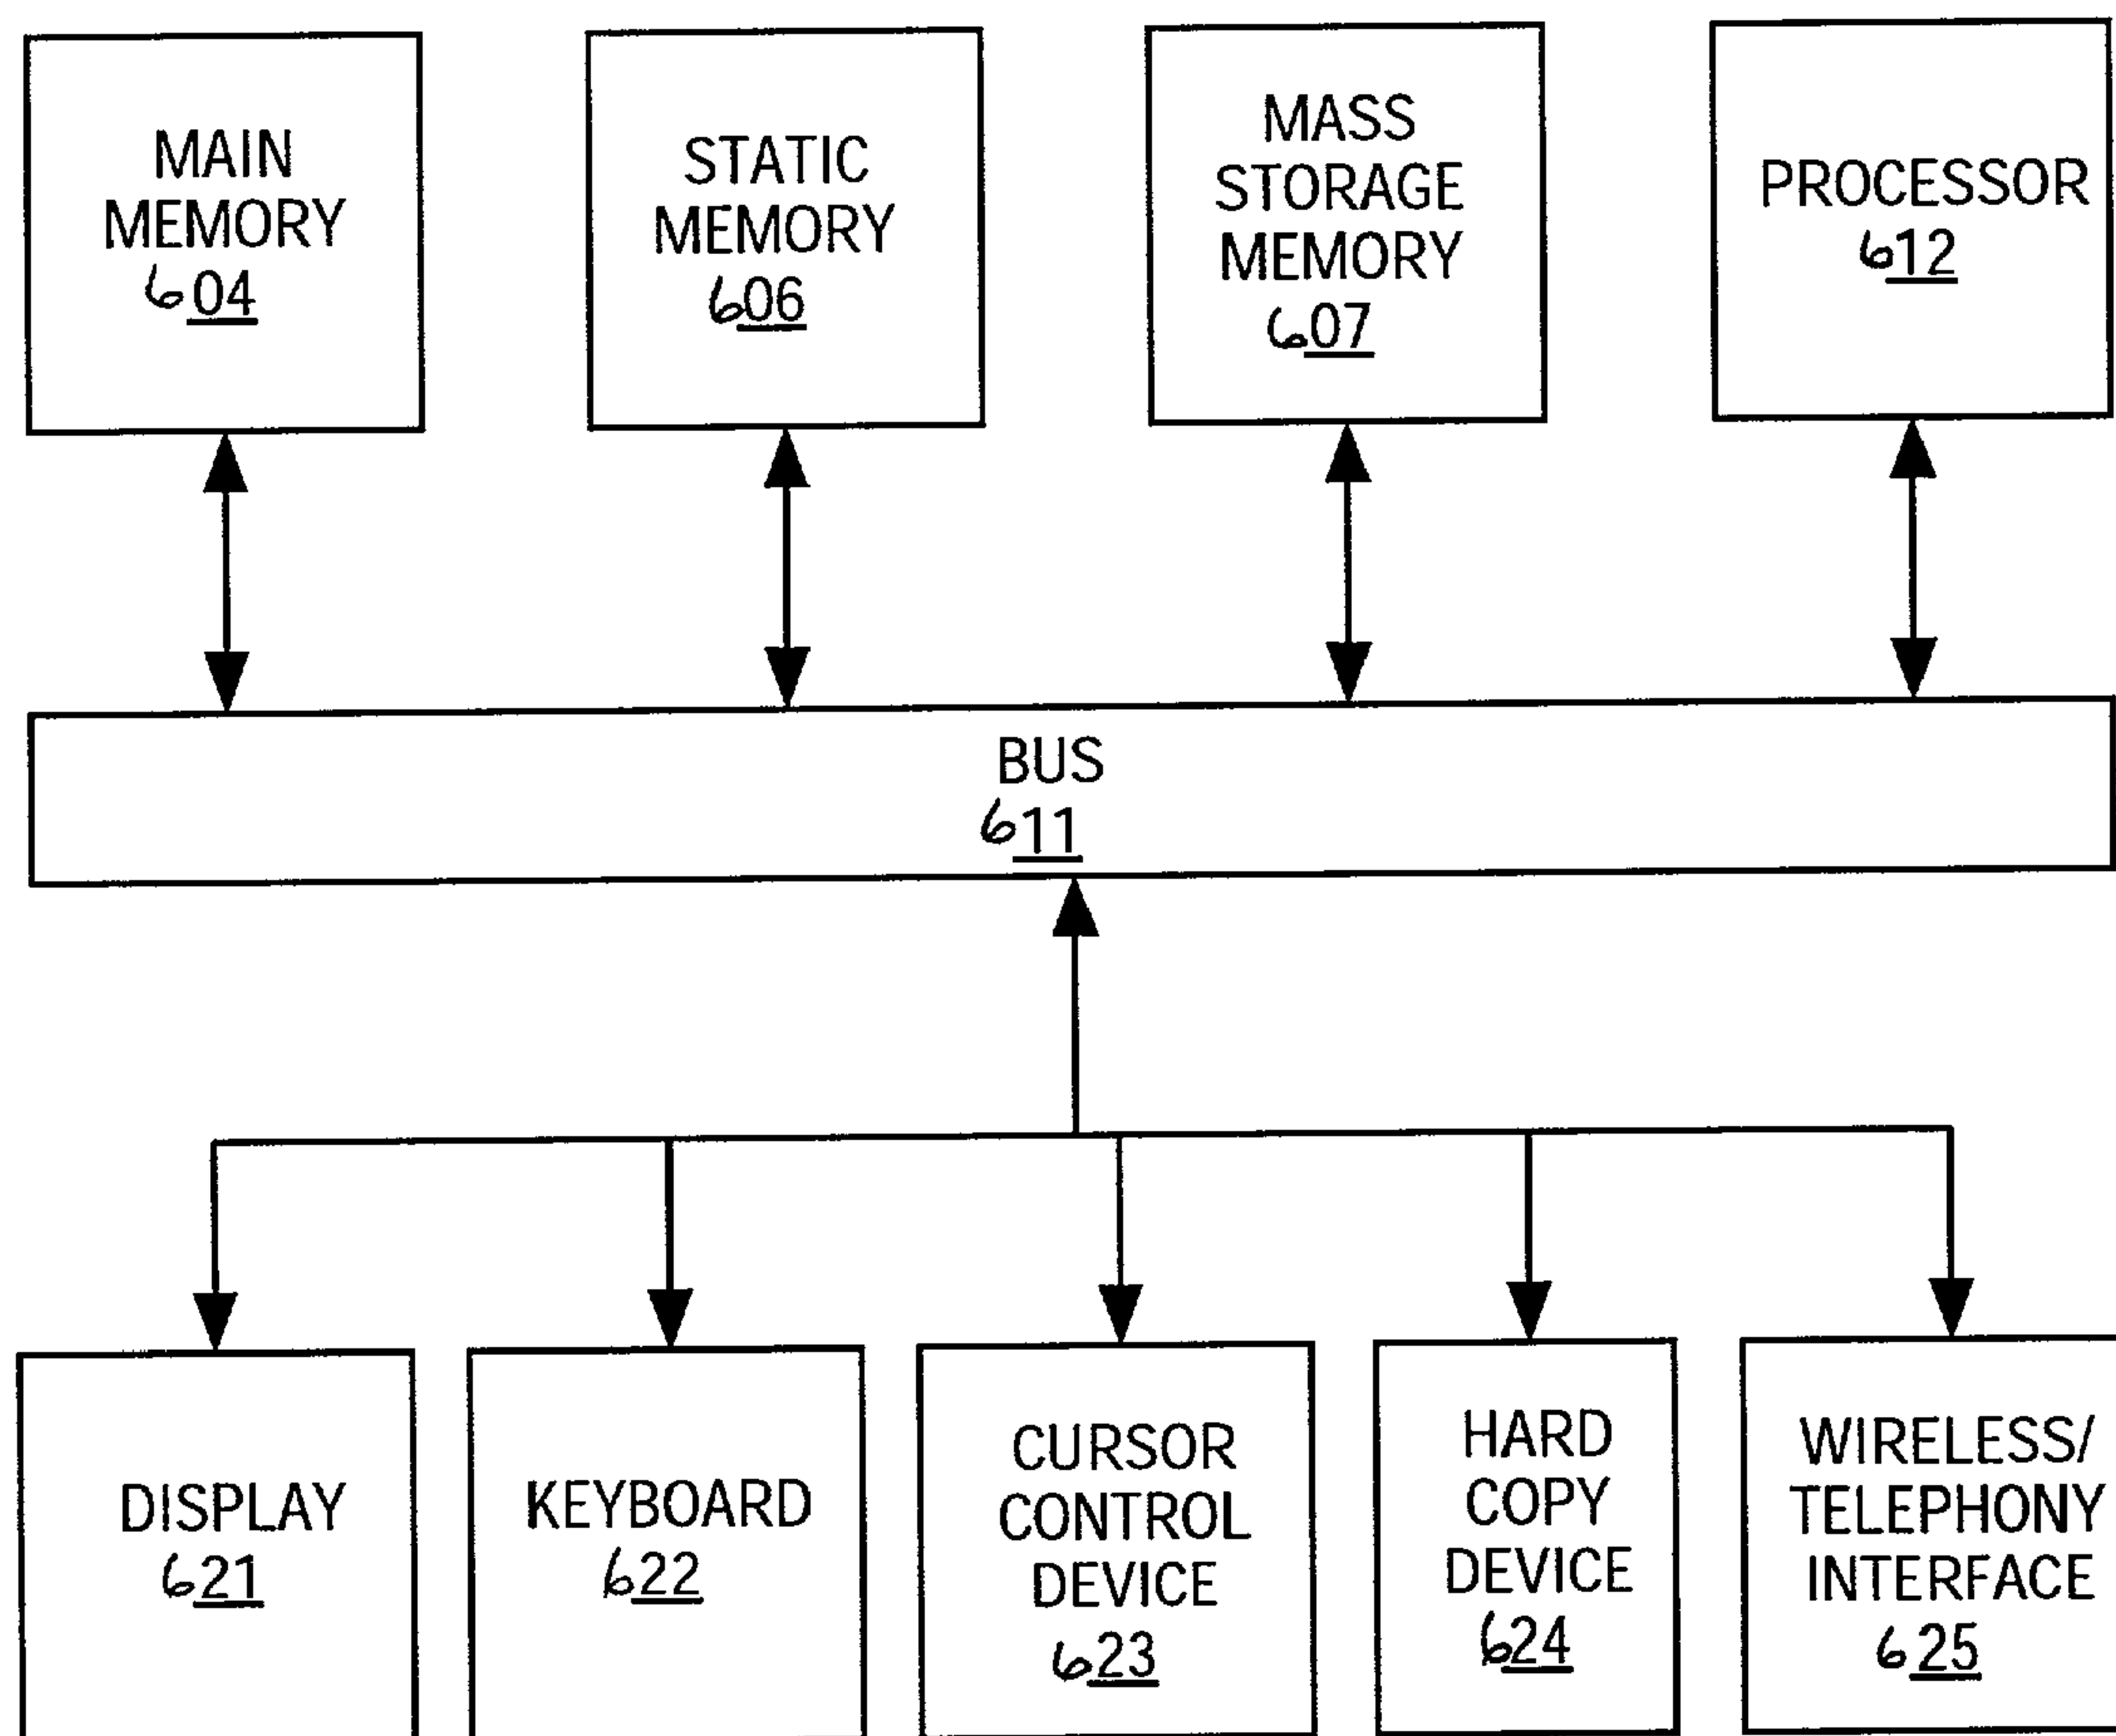 MAIN
MEMORY
604
STATIC
MEMORY
606
MASS
STORAGE
MEMORY
607
PROCESSOR
612
BUS
611
DISPLAY
621
KEYBOARD
622
CURSOR
CONTROL
DEVICE
623
HARD
COPY
DEVICE
624
WIRELESS/
TELEPHONY
INTERFACE
625